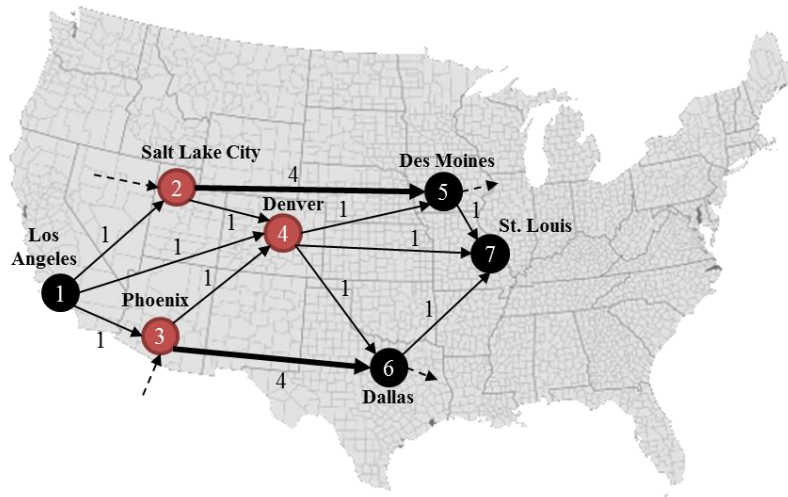 Salt Lake City
Des Moines
4
2
5
Denver
1
1
1
St. Louis
4
1
Los
Angeles
1
1
7
Phoenix
1
1
1
1
3
1
4
6
Dallas